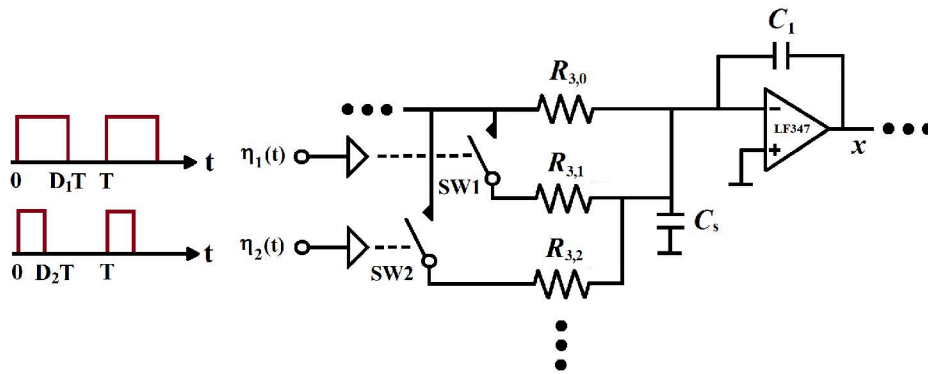 C₁
R₃,₀
LF347
−
+
x
η₁(t)
SW1
R₃,₁
Cₛ
η₂(t)
SW2
R₃,₂
0 D₁T T t
0 D₂T T t